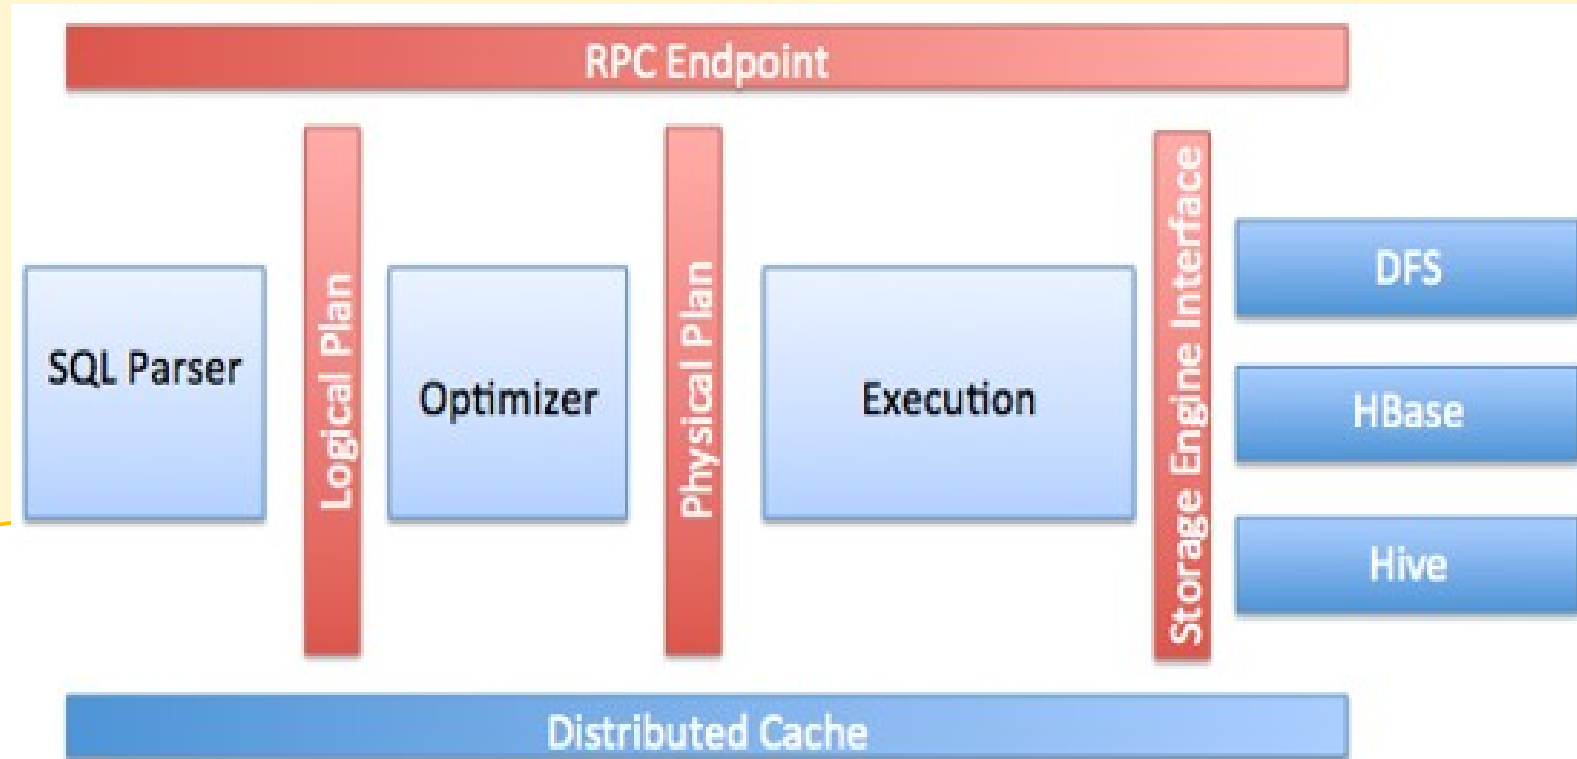 RPC Endpoint
SQL Parser
Logical Plan
Optimizer
Physical Plan
Execution
Storage Engine Interface
DFS
HBase
Hive
Distributed Cache